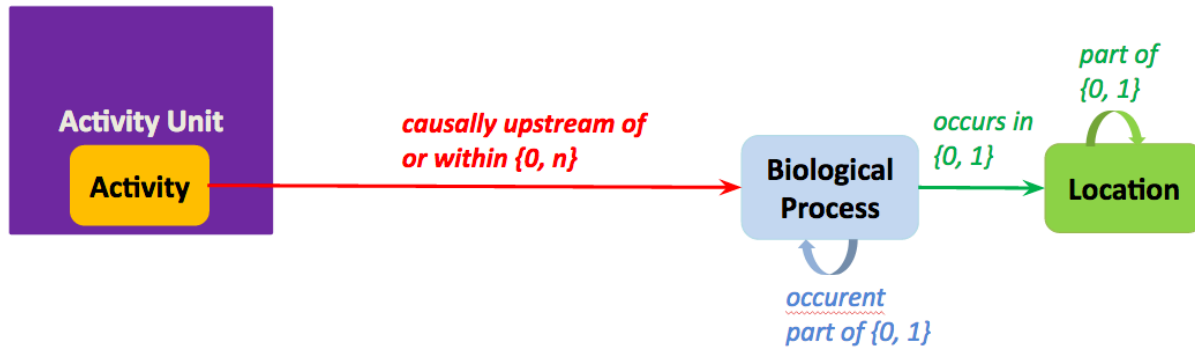 Activity Unit
Activity
causally upstream of
or within {0, n}
Biological
Process
occurent
part of {0, 1}
occurs in
{0, 1}
part of
{0, 1}
Location